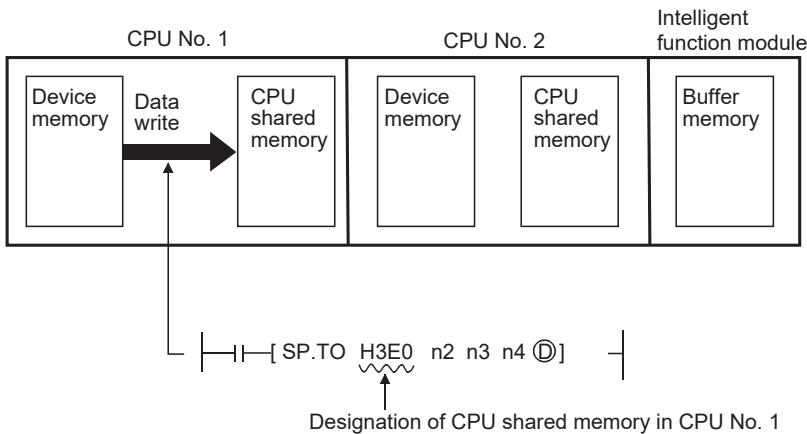 Intelligent
function module
CPU No. 1
CPU No. 2
Device
memory
Data
write
CPU
shared
memory
Device
memory
CPU
shared
memory
Buffer
memory
[ SP.TO H3E0 n2 n3 n4 Ⓓ ]
Designation of CPU shared memory in CPU No. 1